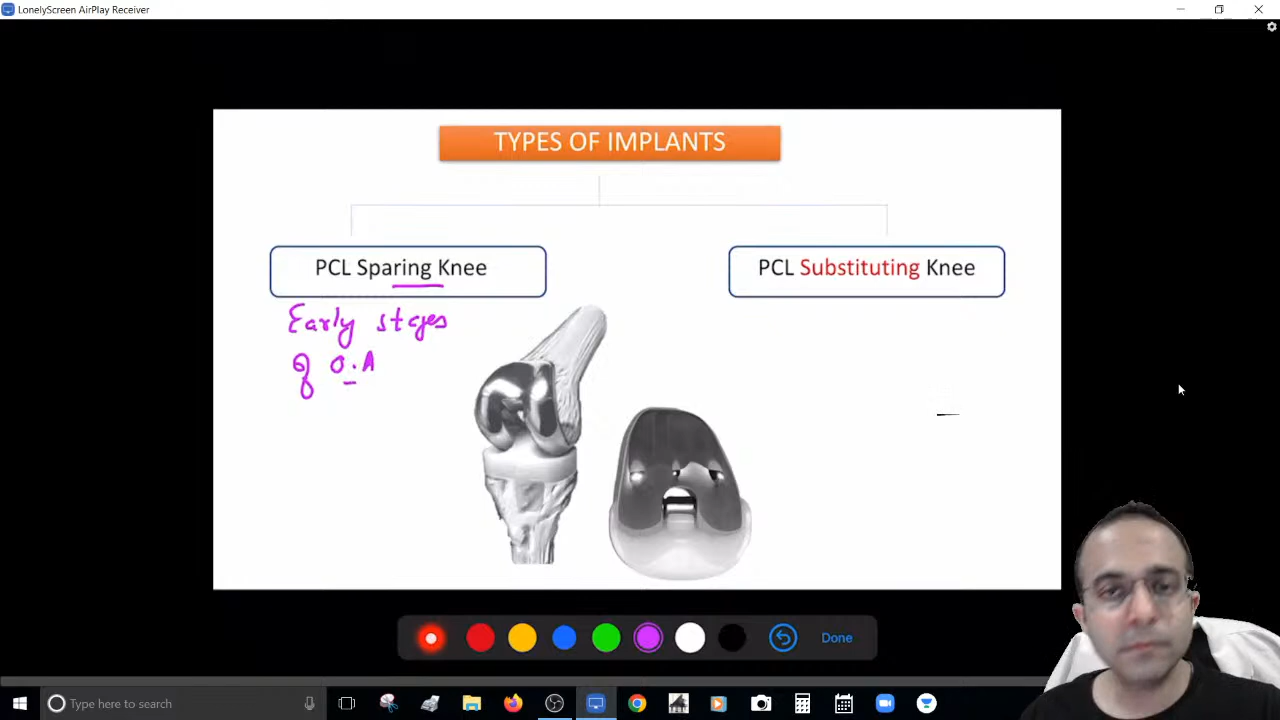 LonelyScreen AirPlay Receiver
TYPES OF IMPLANTS
PCL Sparing Knee
PCL Substituting Knee
Early stages
of O.A
Done
Type here to search